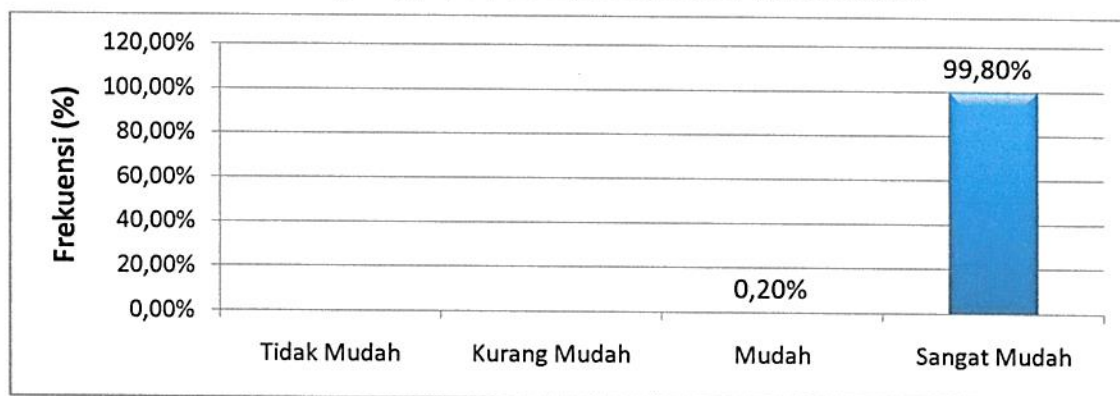 120,00%
100,00%
80,00%
60,00%
40,00%
20,00%
0,00%
Frekuensi (%)
99,80%
0,20%
Tidak Mudah
Kurang Mudah
Mudah
Sangat Mudah